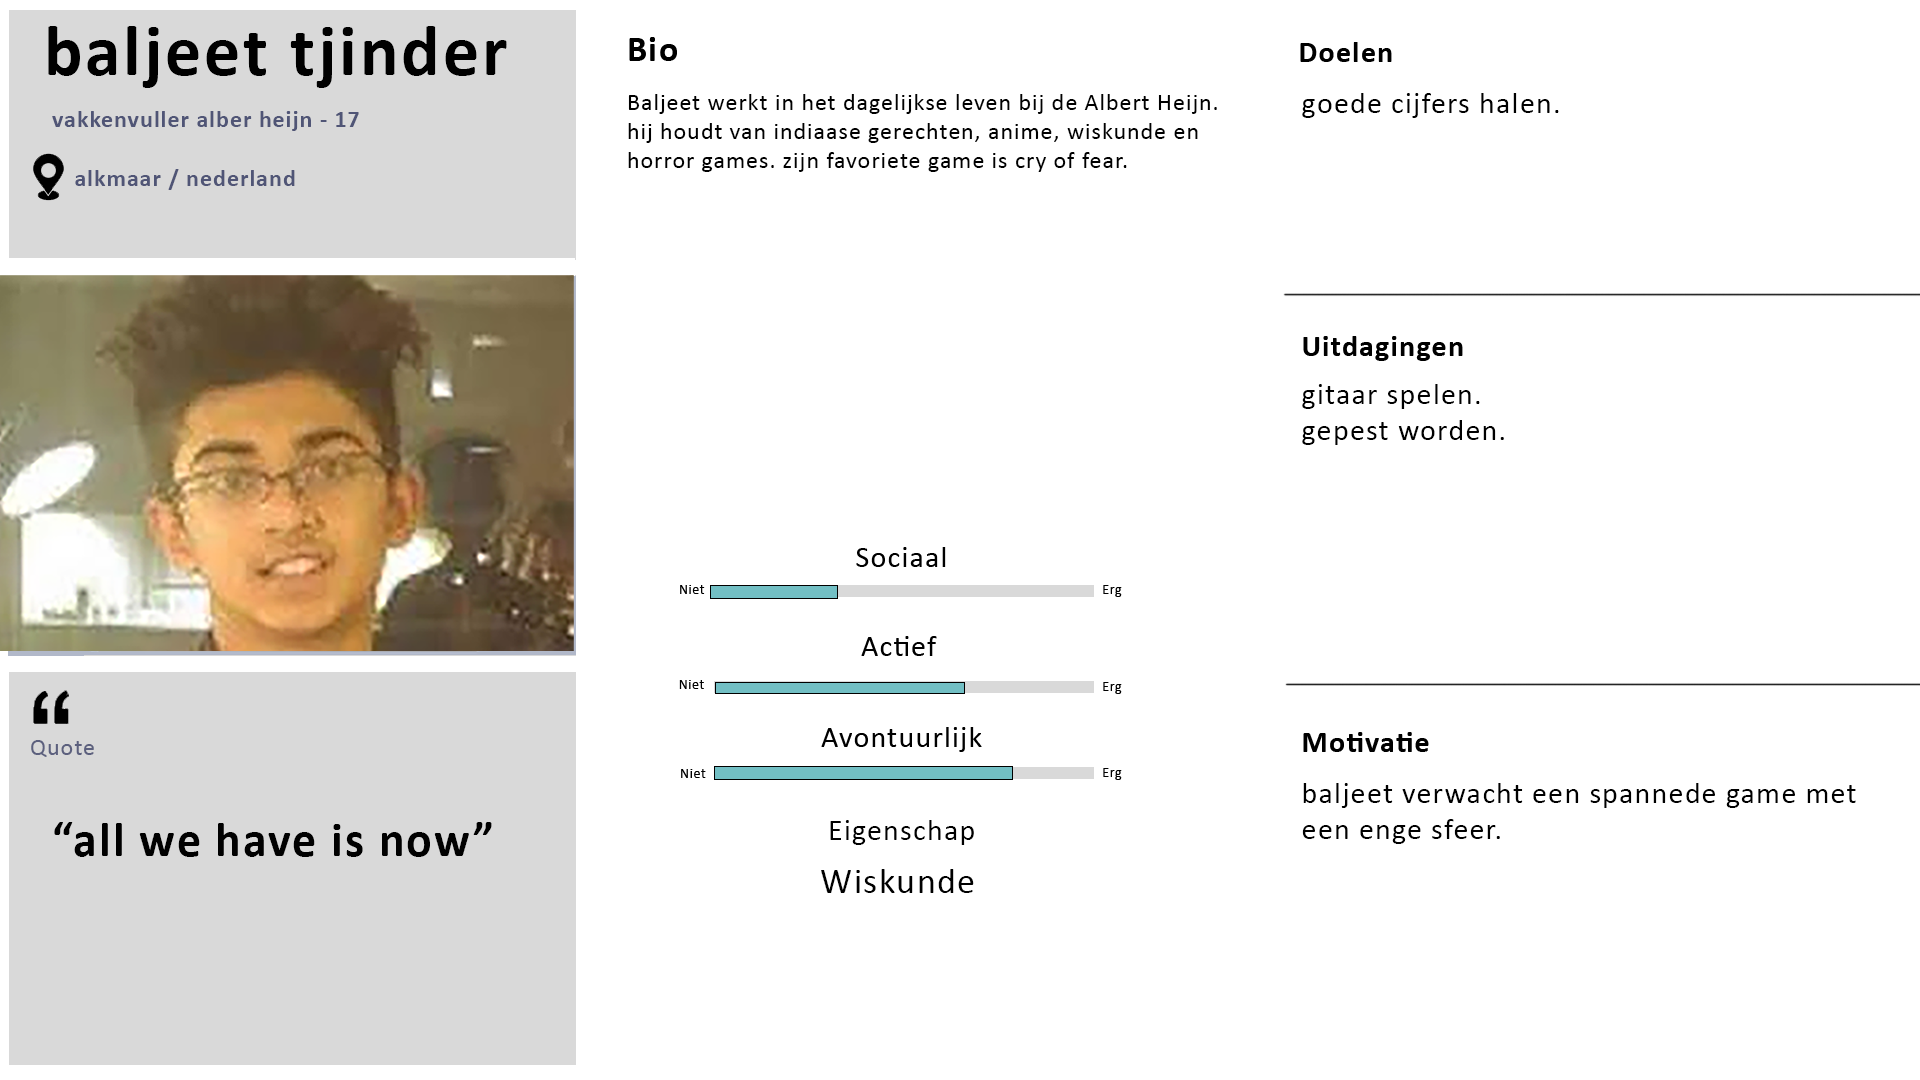 baljeet tjinder
vakkenvuller alber heijn - 17
alkmaar / nederland
“
Quote
“all we have is now”
Bio
Baljeet werkt in het dagelijkse leven bij de Albert Heijn.
hij houdt van indiaase gerechten, anime, wiskunde en
horror games. zijn favoriete game is cry of fear.
Sociaal
Niet Erg
Actief
Niet Erg
Avontuurlijk
Niet Erg
Eigenschap
Wiskunde
Doelen
goede cijfers halen.
Uitdagingen
gitaar spelen.
gepest worden.
Motivatie
baljeet verwacht een spannede game met
een enge sfeer.